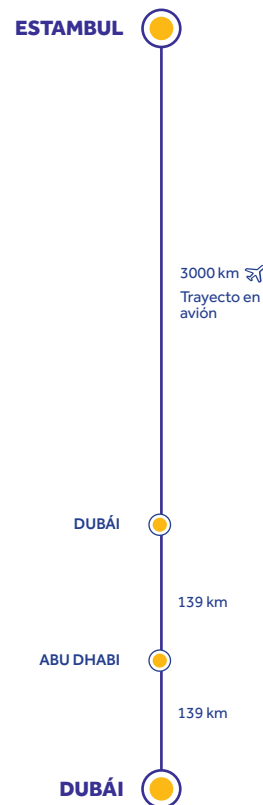 ESTAMBUL
3000 km
Trayecto en
avión
DUBÁI
139 km
ABU DHABI
139 km
DUBÁI